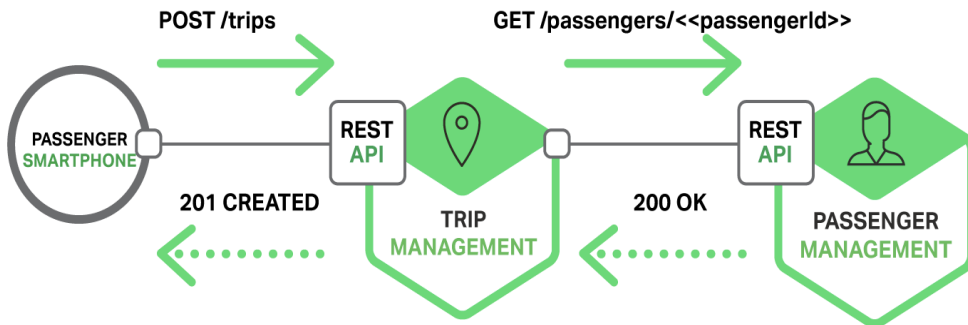 POST /trips
GET /passengers/<<passengerId>>
PASSENGER
SMARTPHONE
REST
API
REST
API
201 CREATED
TRIP
MANAGEMENT
200 OK
PASSENGER
MANAGEMENT